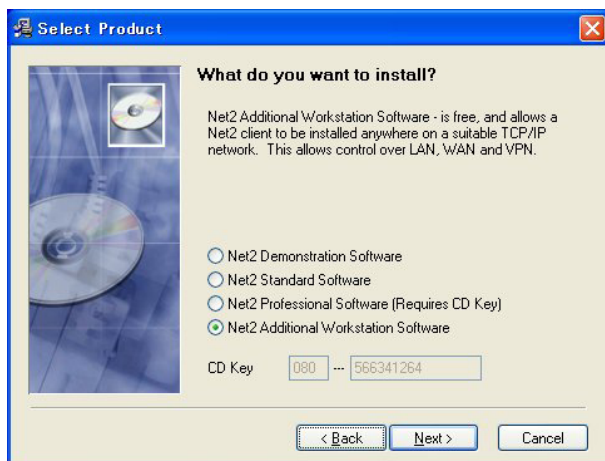 Select Product
What do you want to install?
Net2 Additional Workstation Software - is free, and allows a
Net2 client to be installed anywhere on a suitable TCP/IP
network. This allows control over LAN, WAN and VPN.
Net2 Demonstration Software
Net2 Standard Software
Net2 Professional Software (Requires CD Key)
Net2 Additional Workstation Software
CD Key 080 --- 566341264
< Back Next > Cancel